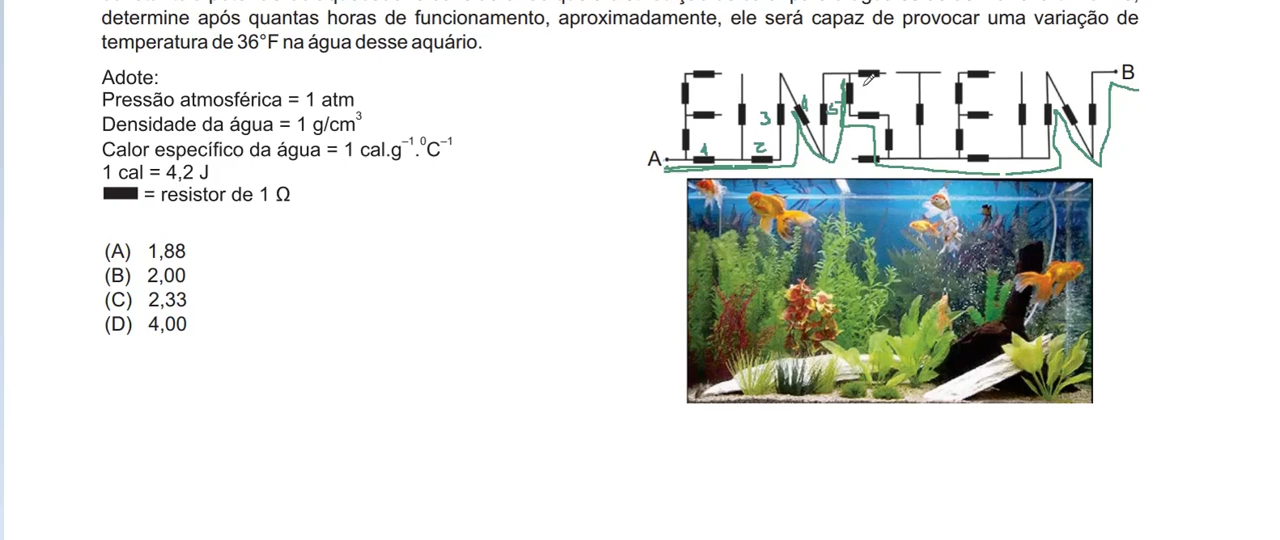 determine após quantas horas de funcionamento, aproximadamente, ele será capaz de provocar uma variação de
temperatura de 36°F na água desse aquário.
Adote:
Pressão atmosférica = 1 atm
Densidade da água = 1 g/cm³
Calor específico da água = 1 cal.g⁻¹.⁰C⁻¹
1 cal = 4,2 J
= resistor de 1 Ω
(A) 1,88
(B) 2,00
(C) 2,33
(D) 4,00
EINSTEIN
A
B
1
2
3
4
5